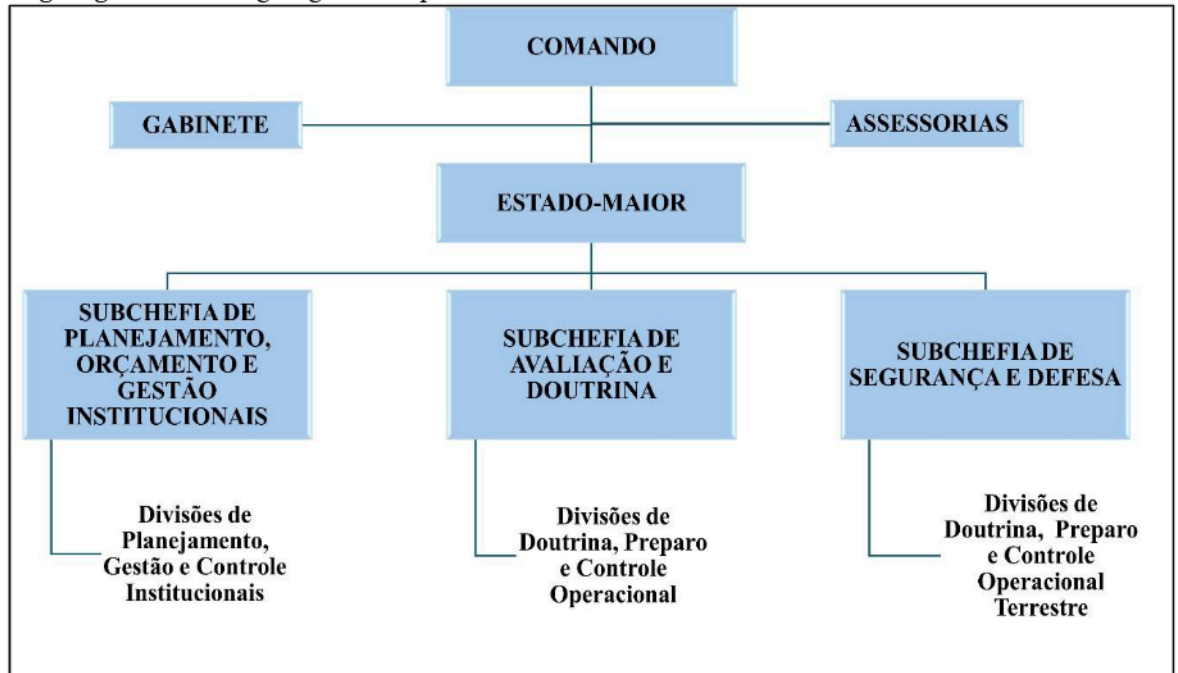 COMANDO
GABINETE
ASSESSORIAS
ESTADO-MAIOR
SUBCHEFIA DE
PLANEJAMENTO,
ORÇAMENTO E
GESTÃO
INSTITUCIONAIS
SUBCHEFIA DE
AVALIAÇÃO E
DOUTRINA
SUBCHEFIA DE
SEGURANÇA E DEFESA
Divisões de
Planejamento,
Gestão e Controle
Institucionais
Divisões de
Doutrina, Preparo
e Controle
Operacional
Divisões de
Doutrina, Preparo
e Controle
Operacional
Terrestre